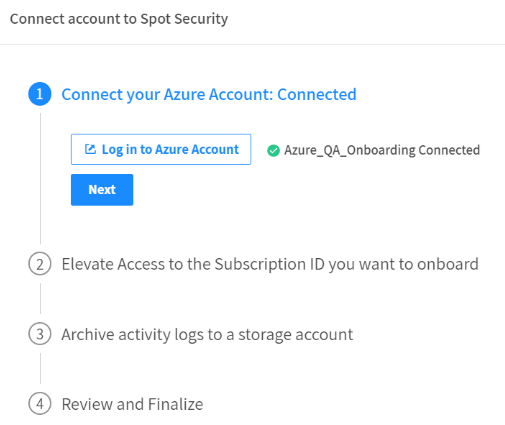 Connect account to Spot Security
1 Connect your Azure Account: Connected
Log in to Azure Account Azure_QA_Onboarding Connected
Next
2 Elevate Access to the Subscription ID you want to onboard
3 Archive activity logs to a storage account
4 Review and Finalize